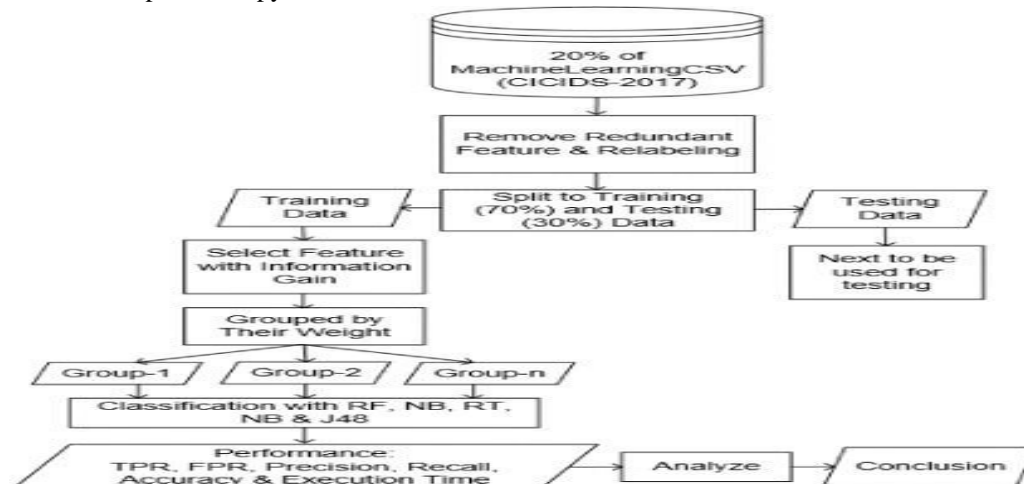 20% of
MachineLearningCSV
(CICIDS-2017)
Remove Redundant
Feature & Relabeling
Training
Data
Split to Training
(70%) and Testing
(30%) Data
Testing
Data
Select Feature
with Information
Gain
Next to be
used for
testing
Grouped by
Their Weight
Group-1
Group-2
Group-n
Classification with RF, NB, RT,
NB & J48
Performance:
TPR, FPR, Precision, Recall,
Accuracy & Execution Time
Analyze
Conclusion